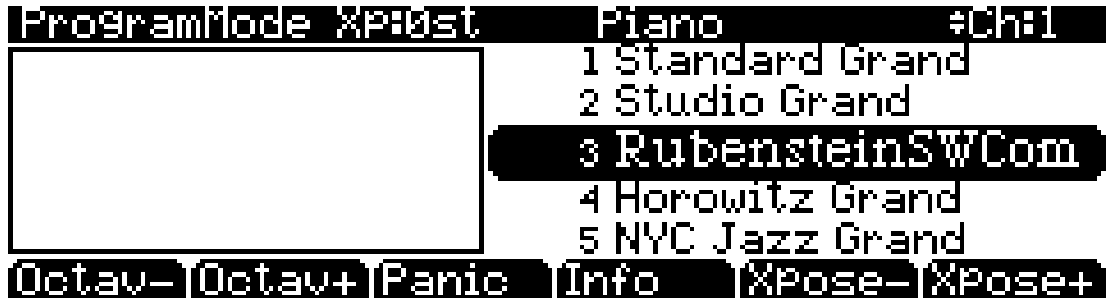 ProgramMode Xp:0st Piano ÷Ch:1
1 Standard Grand
2 Studio Grand
3 RubensteinSWCom
4 Horowitz Grand
5 NYC Jazz Grand
Octav- Octav+ Panic Info Xpose- Xpose+